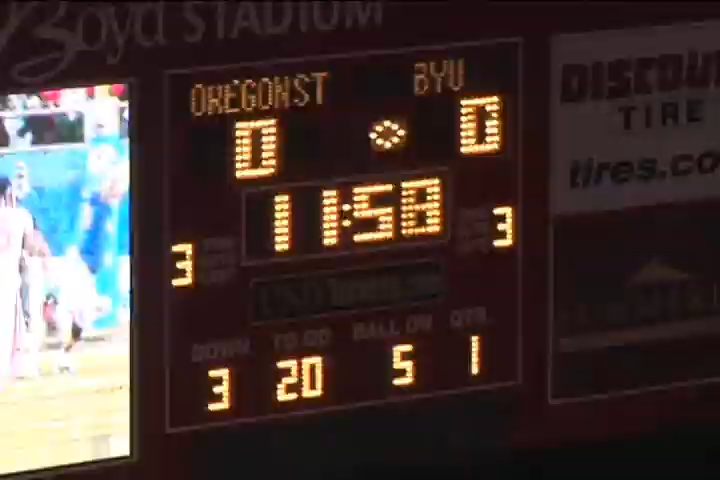 Boyd STADIUM
OREGONST BYU
0 0
11:58
3 3
DOWN TO GO BALL ON QTR.
3 20 5 1
DISCOU
TIRE
tires.co